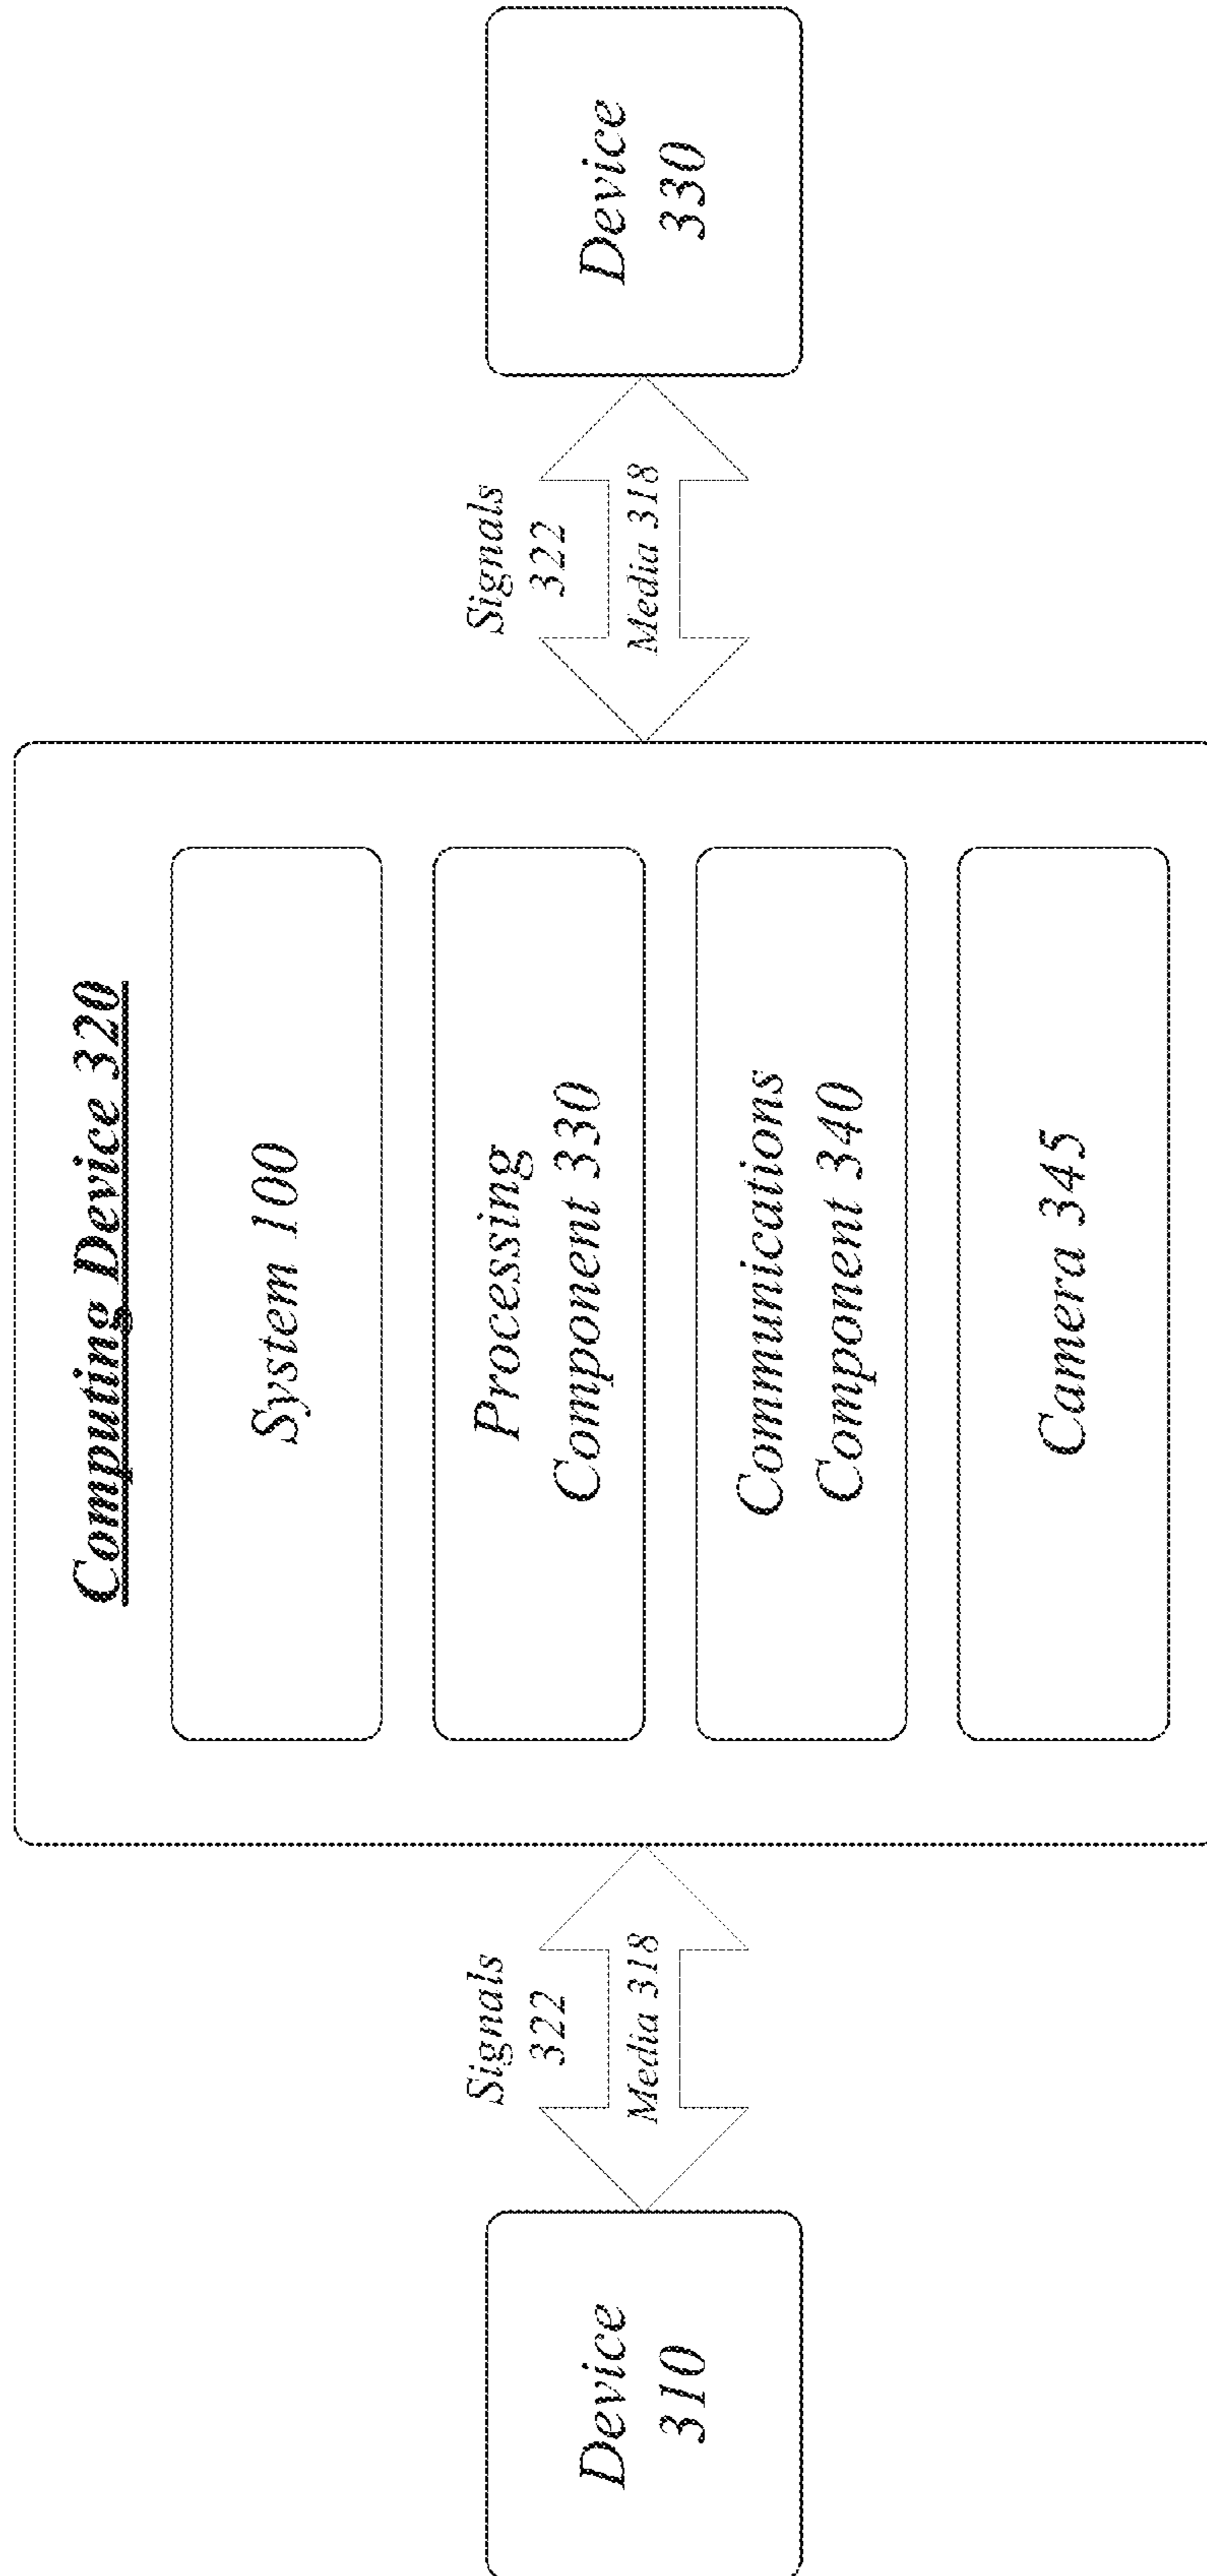 Computing Device 320
System 100
Processing
Component 330
Communications
Component 340
Camera 345
Device
310
Signals
322
Media 318
Signals
322
Media 318
Device
330